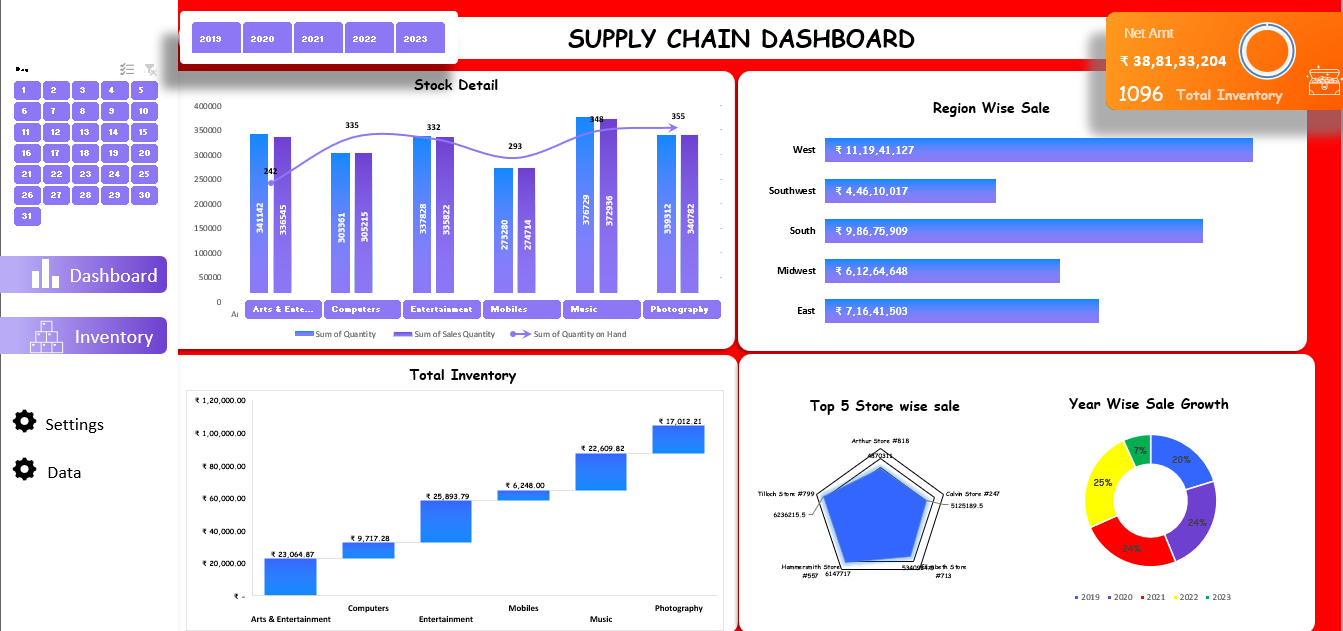 2019 2020 2021 2022 2023
SUPPLY CHAIN DASHBOARD
Net Amt
₹ 38,81,33,204
1096 Total Inventory
1 2 3 4 5
6 7 8 9 10
11 12 13 14 15
16 17 18 19 20
21 22 23 24 25
26 27 28 29 30
31
Dashboard
Inventory
Settings
Data
Stock Detail
400000
350000
300000
250000
200000
150000
100000
50000
0
242
335
332
293
348
355
341142
336545
303361
305215
337828
335822
273280
274714
376729
372936
339312
340782
Arts & Ente... Computers Entertainment Mobiles Music Photography
Sum of Quantity Sum of Sales Quantity Sum of Quantity on Hand
Region Wise Sale
West ₹ 11,19,41,127
Southwest ₹ 4,46,10,017
South ₹ 9,86,75,909
Midwest ₹ 6,12,64,648
East ₹ 7,16,41,503
Total Inventory
₹ 1,20,000.00
₹ 1,00,000.00
₹ 80,000.00
₹ 60,000.00
₹ 40,000.00
₹ 20,000.00
₹ -
₹ 23,064.87
₹ 9,717.28
₹ 25,893.79
₹ 6,248.00
₹ 22,609.82
₹ 17,012.21
Computers Mobiles Photography
Arts & Entertainment Entertainment Music
Top 5 Store wise sale
Arthur Store #818
4870311
Calvin Store #247
5125189.5
Store
#713
Hammersmith Store
#557
6147717
Tilloch Store #799
6236215.5
Year Wise Sale Growth
20%
24%
24%
25%
7%
2019 2020 2021 2022 2023